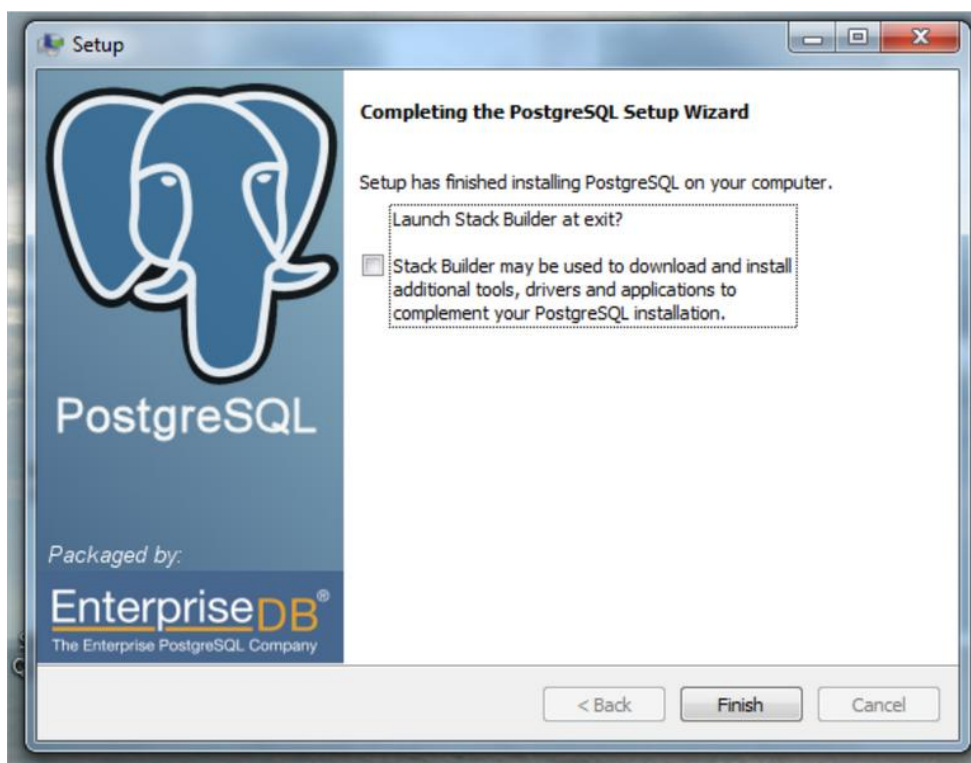 Setup
Completing the PostgreSQL Setup Wizard
Setup has finished installing PostgreSQL on your computer.
Launch Stack Builder at exit?
Stack Builder may be used to download and install
additional tools, drivers and applications to
complement your PostgreSQL installation.
PostgreSQL
Packaged by:
EnterpriseDB®
The Enterprise PostgreSQL Company
< Back
Finish
Cancel